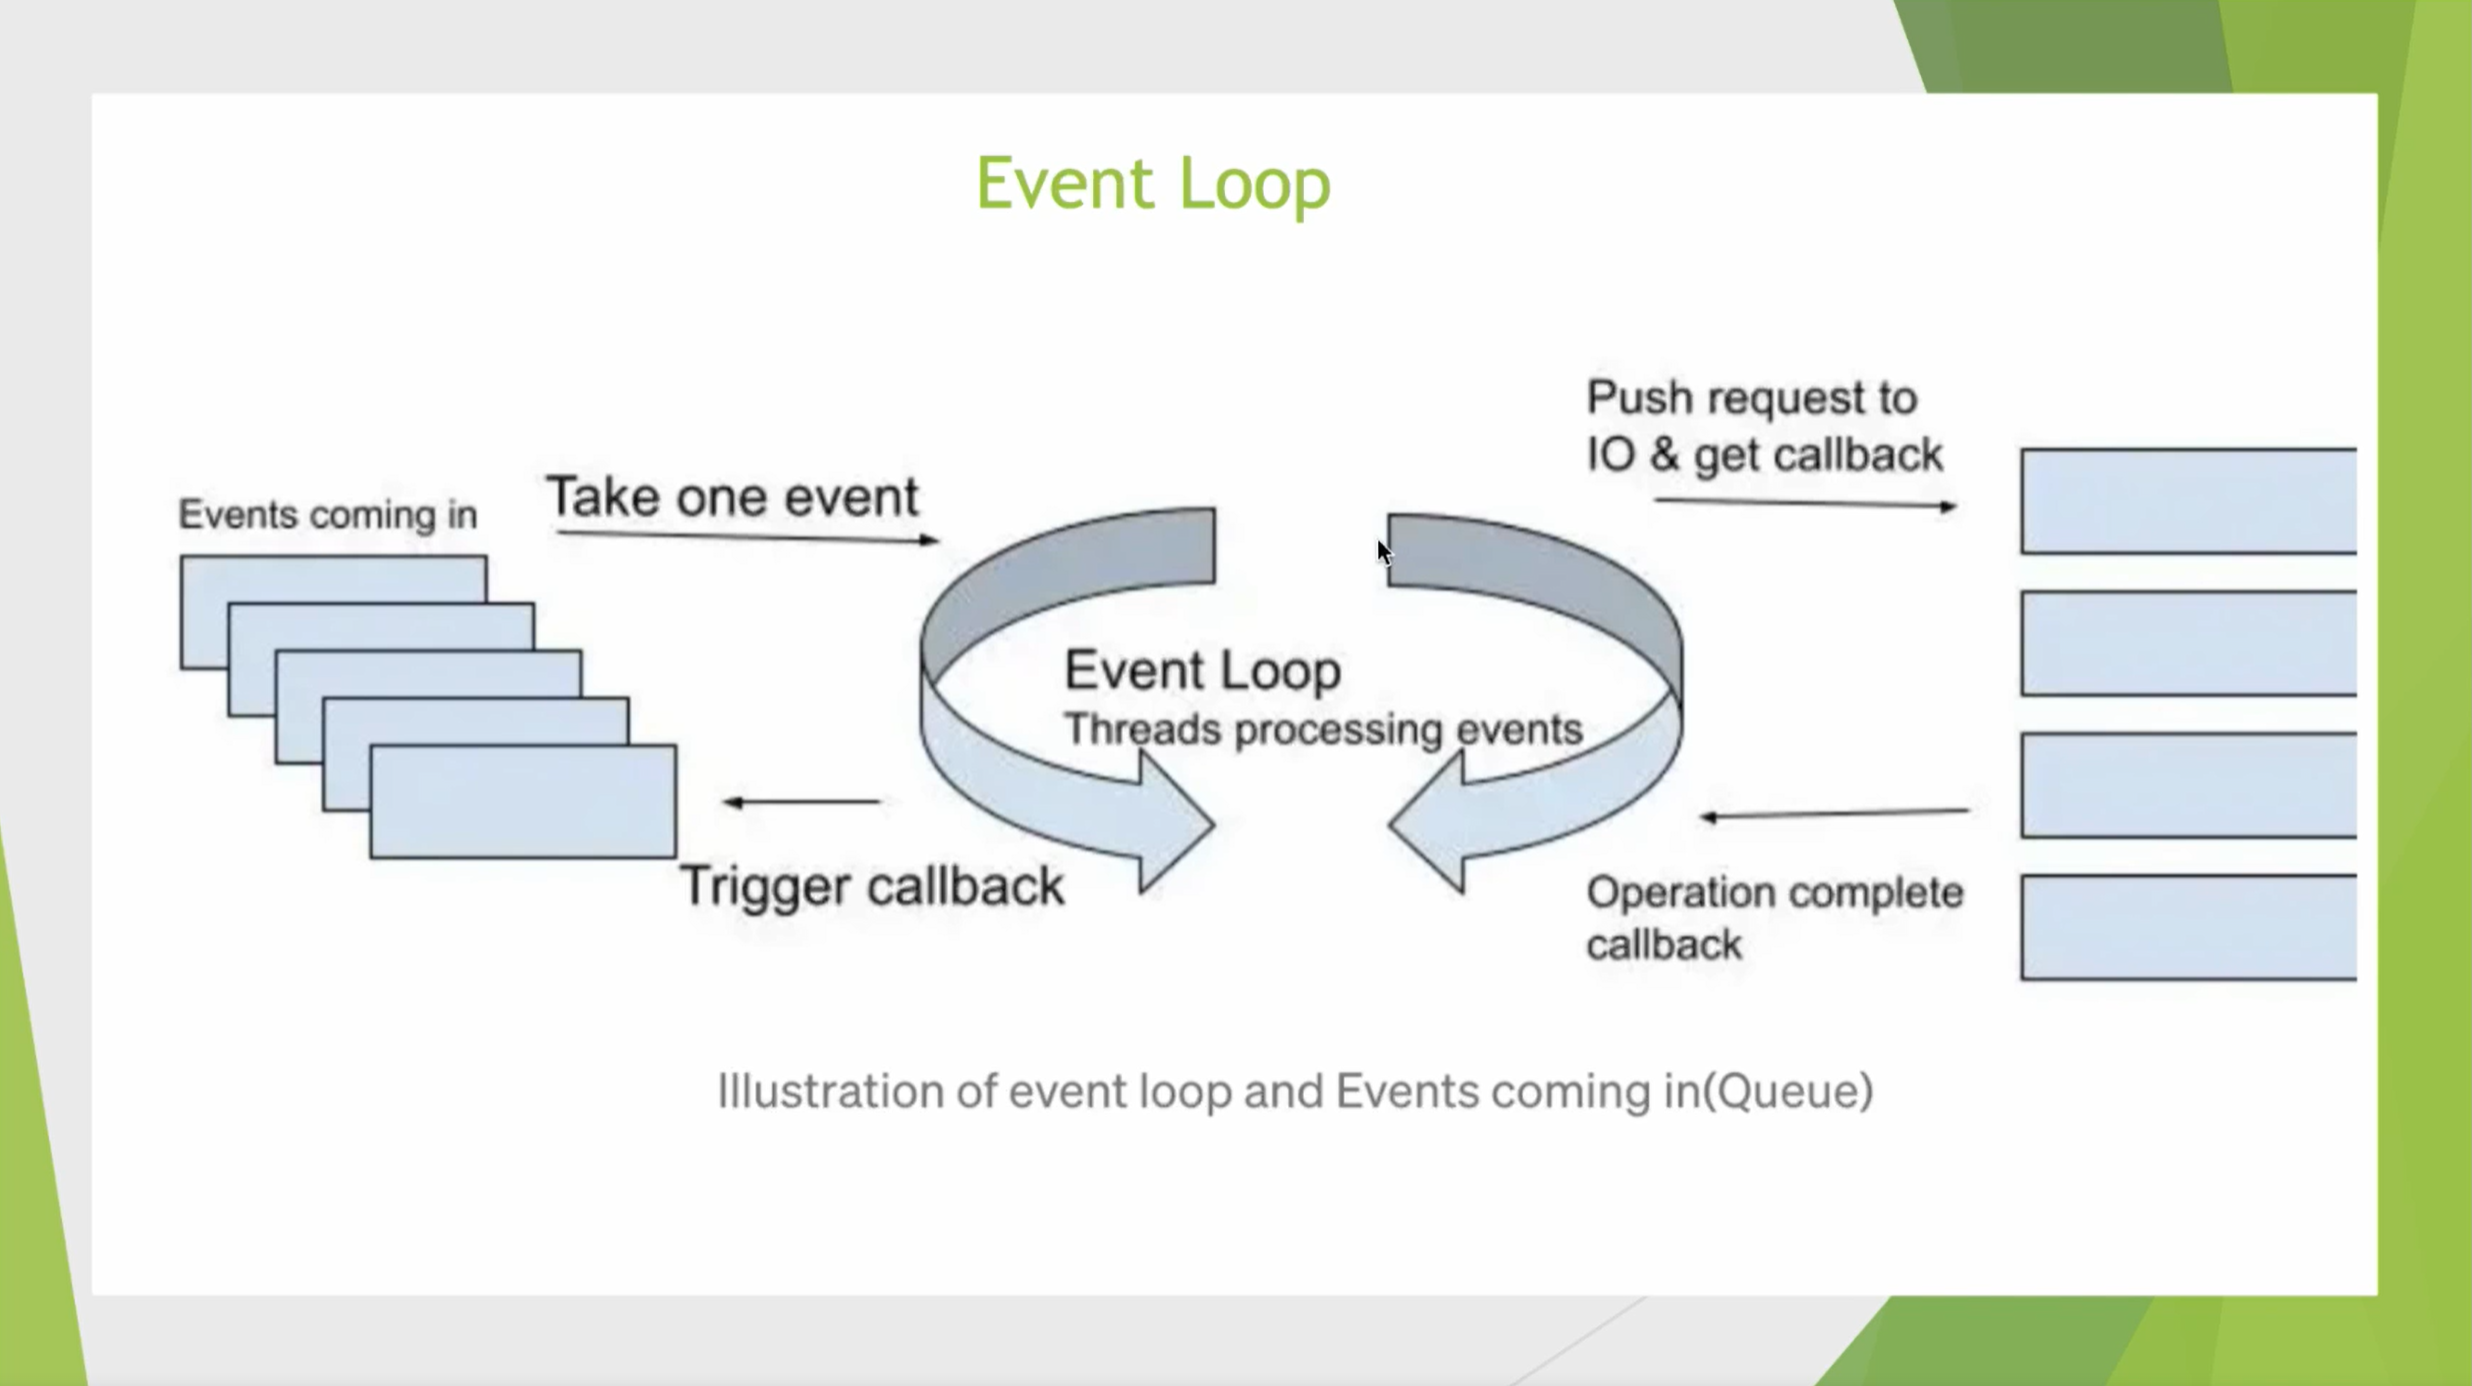 Event Loop
Push request to
IO & get callback
Take one event
Events coming in
Event Loop
Threads processing events
Trigger callback
Operation complete
callback
Illustration of event loop and Events coming in(Queue)